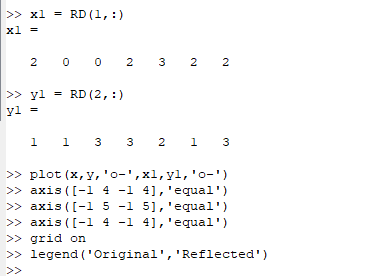 >> x1 = RD(1,:)
x1 =
2 0 0 2 3 2 2
>> y1 = RD(2,:)
y1 =
1 1 3 3 2 1 3
>> plot(x,y,'o-',x1,y1,'o-')
>> axis([-1 4 -1 4],'equal')
>> axis([-1 5 -1 5],'equal')
>> axis([-1 4 -1 4],'equal')
>> grid on
>> legend('Original','Reflected')
>>